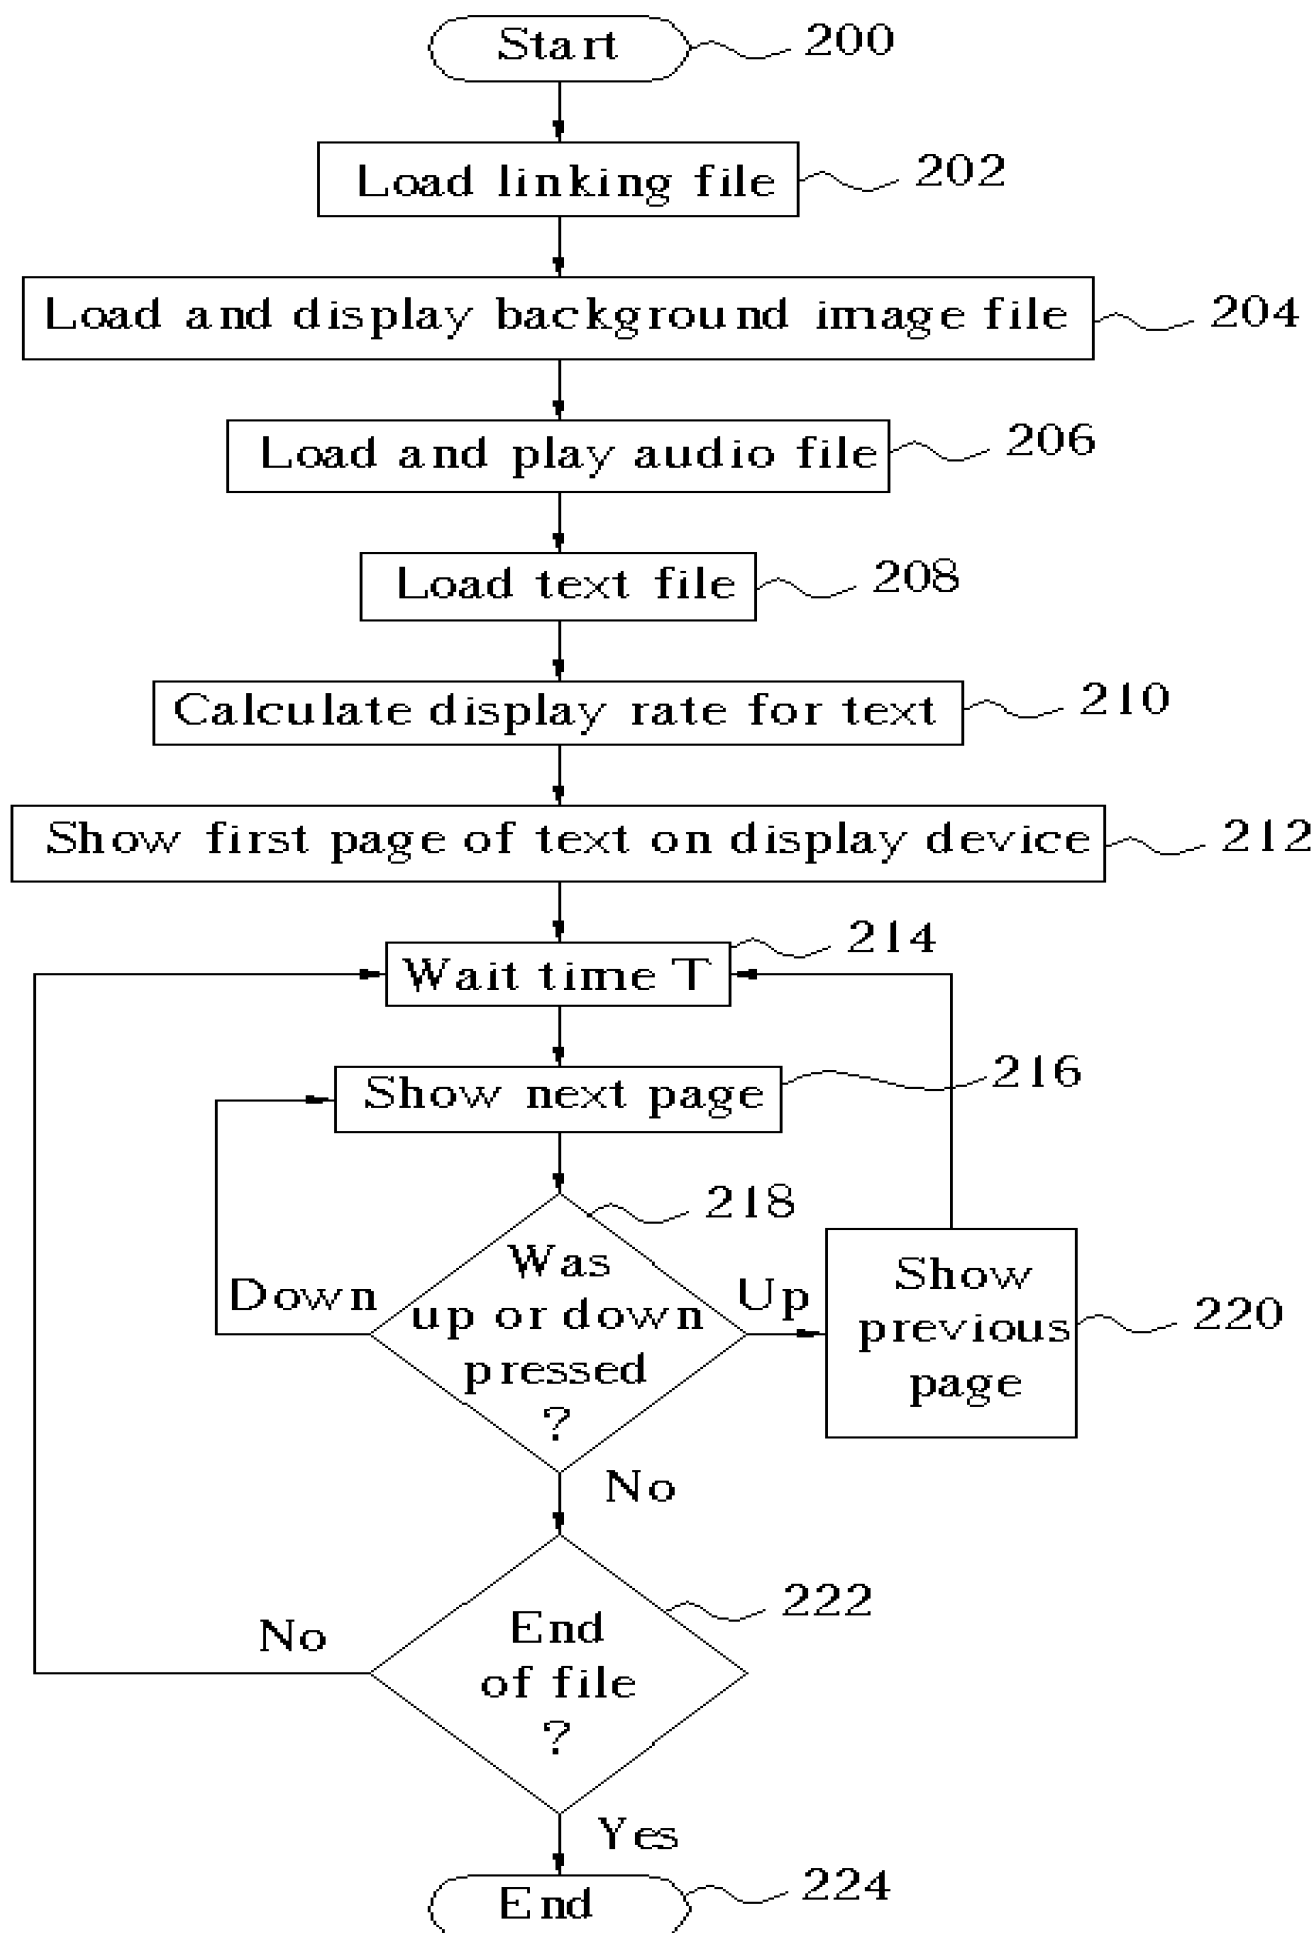 Start 200
Load linking file 202
Load and display background image file 204
Load and play audio file 206
Load text file 208
Calculate display rate for text 210
Show first page of text on display device 212
214
Wait time T
216
Show next page
218
Was
up or down
pressed
?
Down
Up
Show
previous
page
220
No
222
End
of file
?
No
Yes
End 224